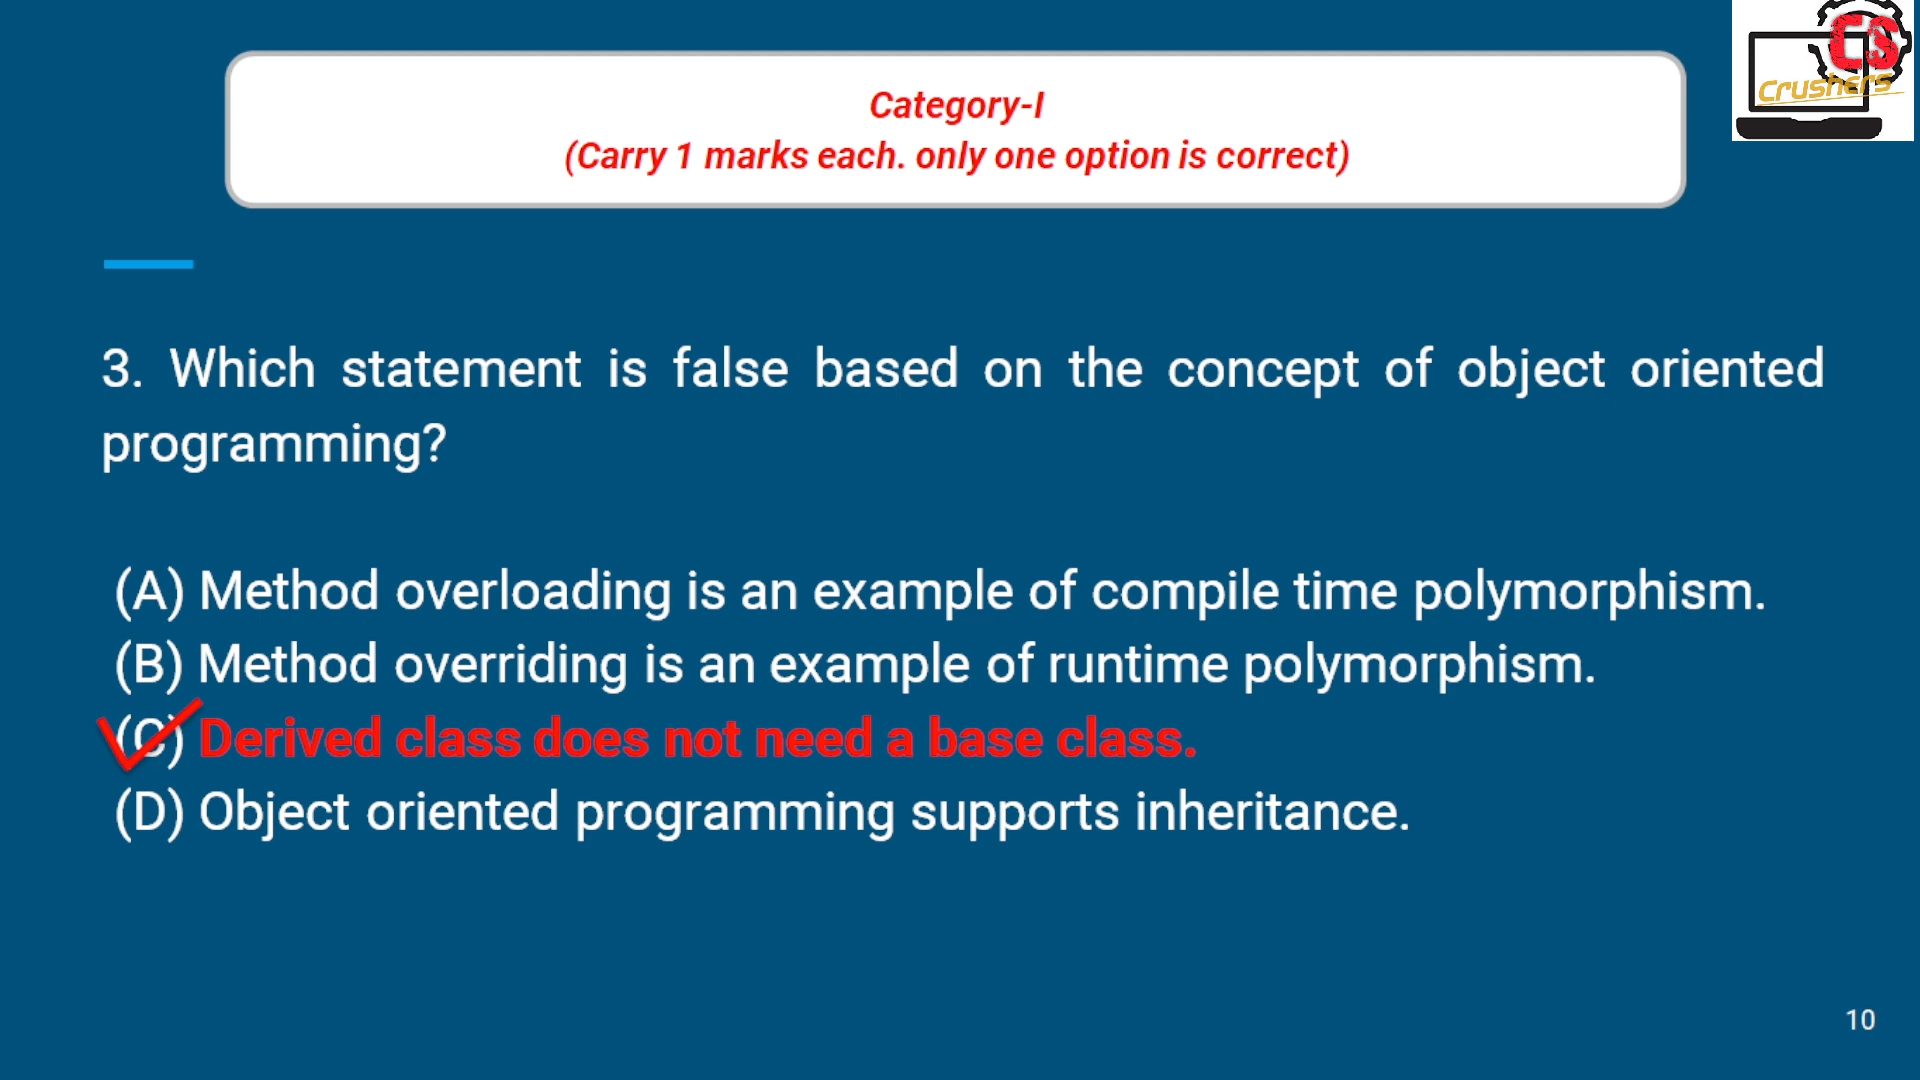 CS
Crushers
Category-I
(Carry 1 marks each. only one option is correct)
3. Which statement is false based on the concept of object oriented
programming?
(A) Method overloading is an example of compile time polymorphism.
(B) Method overriding is an example of runtime polymorphism.
(C) Derived class does not need a base class.
(D) Object oriented programming supports inheritance.
10